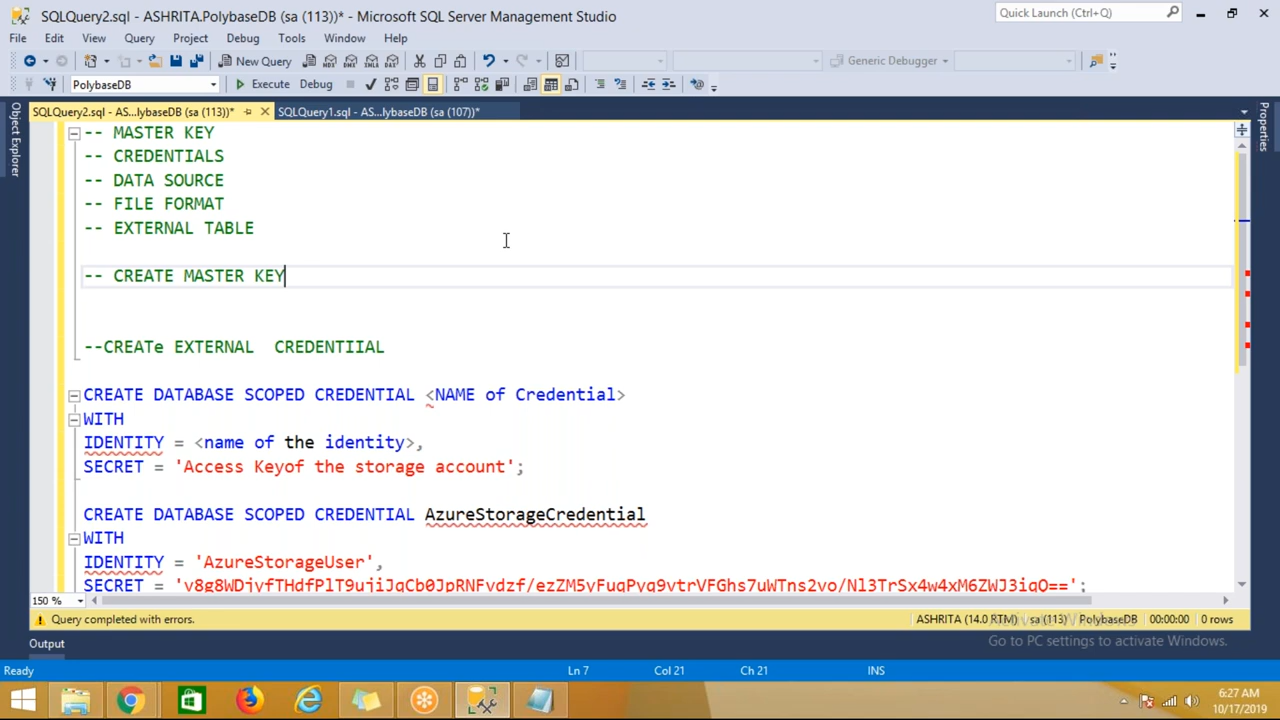 SQLQuery2.sql - ASHRITA.PolybaseDB (sa (113))* - Microsoft SQL Server Management Studio
Quick Launch (Ctrl+Q)
File Edit View Query Project Debug Tools Window Help
New Query
Generic Debugger
PolybaseDB
Execute Debug
SQLQuery2.sql - AS...lybaseDB (sa (113))*
SQLQuery1.sql - AS...lybaseDB (sa (107))*
Object Explorer
Properties
-- MASTER KEY
-- CREDENTIALS
-- DATA SOURCE
-- FILE FORMAT
-- EXTERNAL TABLE
-- CREATE MASTER KEY
--CREATe EXTERNAL  CREDENTIIAL
CREATE DATABASE SCOPED CREDENTIAL <NAME of Credential>
WITH
IDENTITY = <name of the identity>,
SECRET = 'Access Keyof the storage account';
CREATE DATABASE SCOPED CREDENTIAL AzureStorageCredential
WITH
IDENTITY = 'AzureStorageUser',
SECRET =
150 %
Query completed with errors.
ASHRITA (14.0 RTM) sa (113) PolybaseDB 00:00:00 0 rows
Activate Windows
Go to PC settings to activate Windows.
Output
Ready
Ln 7
Col 21
Ch 21
INS
6:27 AM
10/17/2019